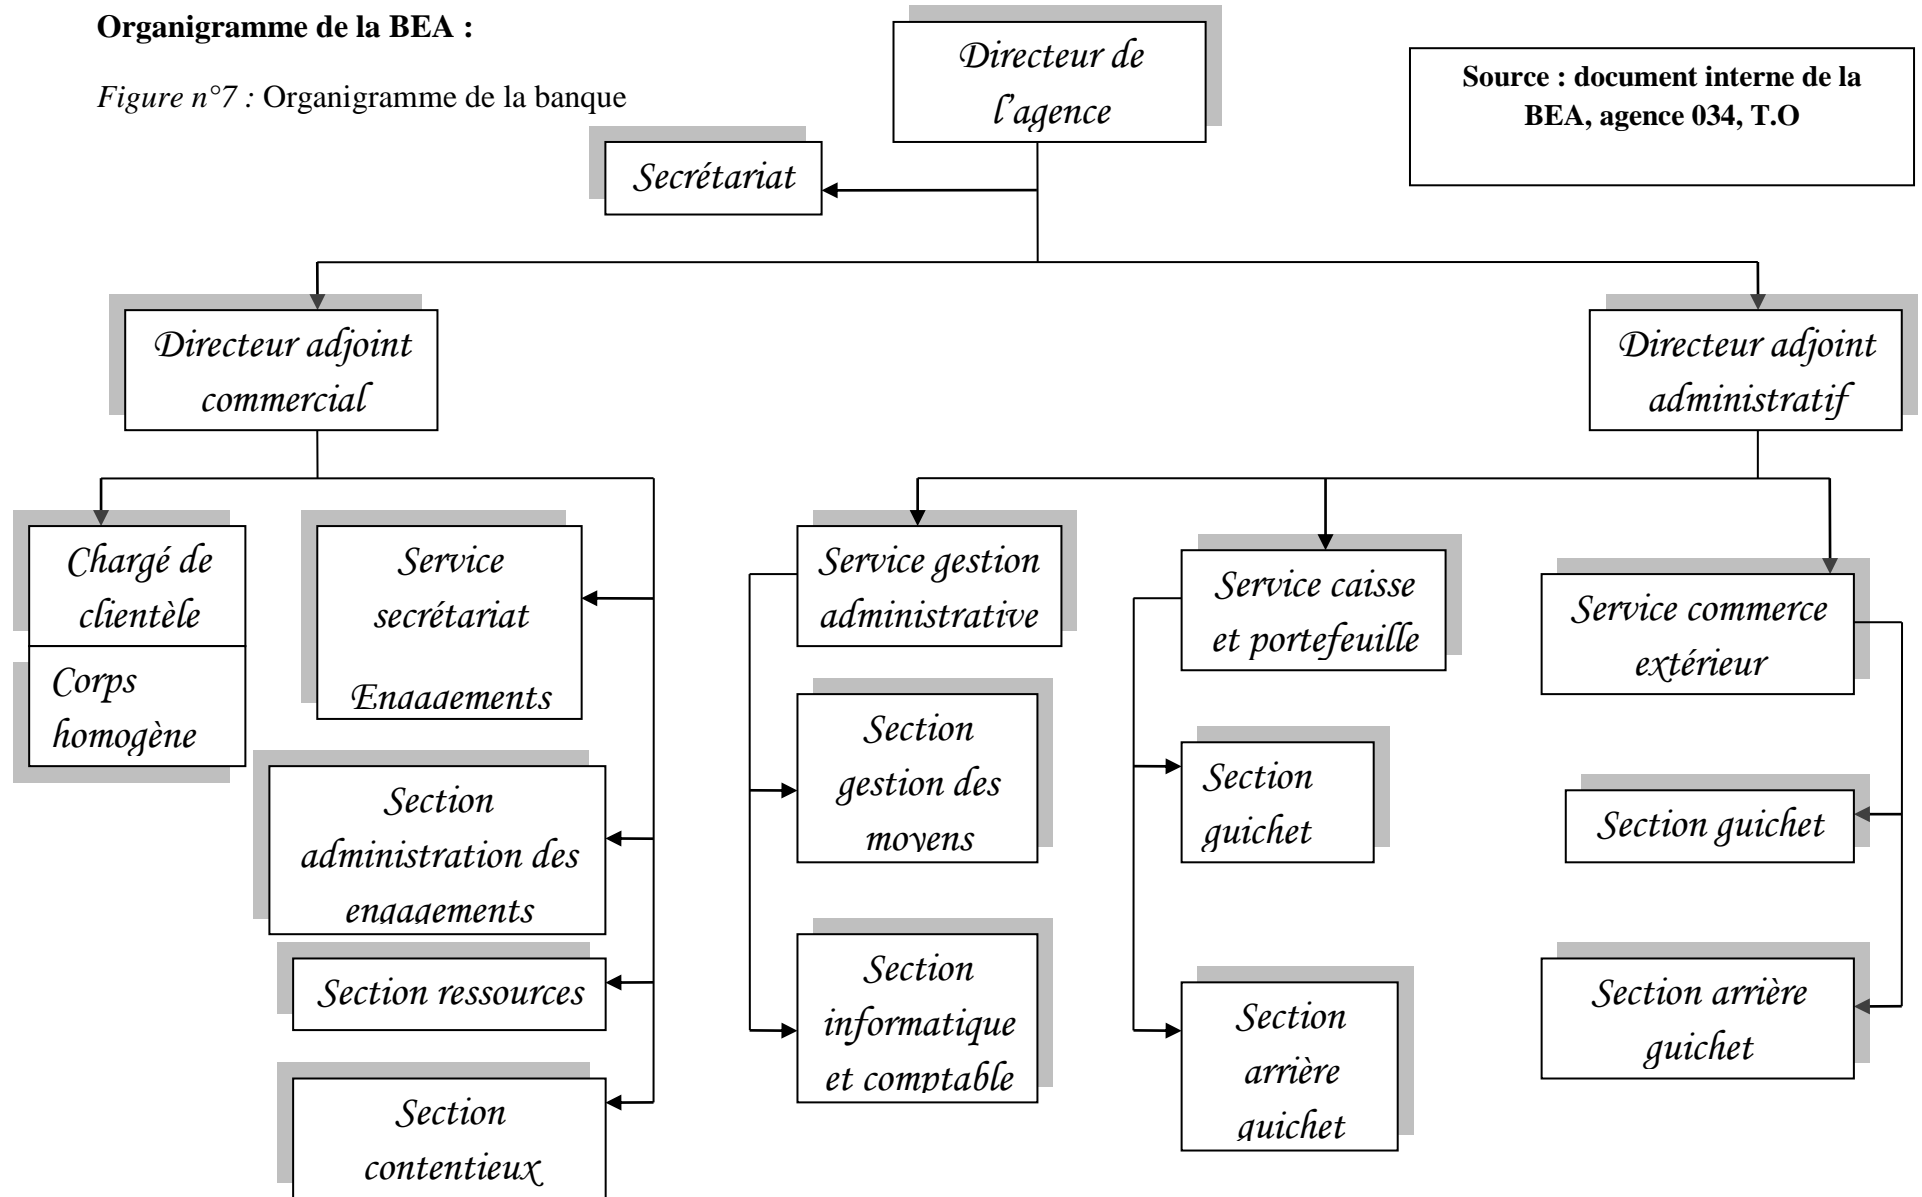 Organigramme de la BEA :
Figure n°7 : Organigramme de la banque
Directeur de
l'agence
Source : document interne de la
BEA, agence 034, T.O
Secrétariat
Directeur adjoint
commercial
Directeur adjoint
administratif
Chargé de
clientèle
Corps
homogène
Service
secrétariat
Engagements
Section
administration des
engagements
Section ressources
Section
contentieux
Service gestion
administrative
Section
gestion des
moyens
Section
informatique
et comptable
Service caisse
et portefeuille
Section
guichet
Section
arrière
guichet
Service commerce
extérieur
Section guichet
Section arrière
guichet